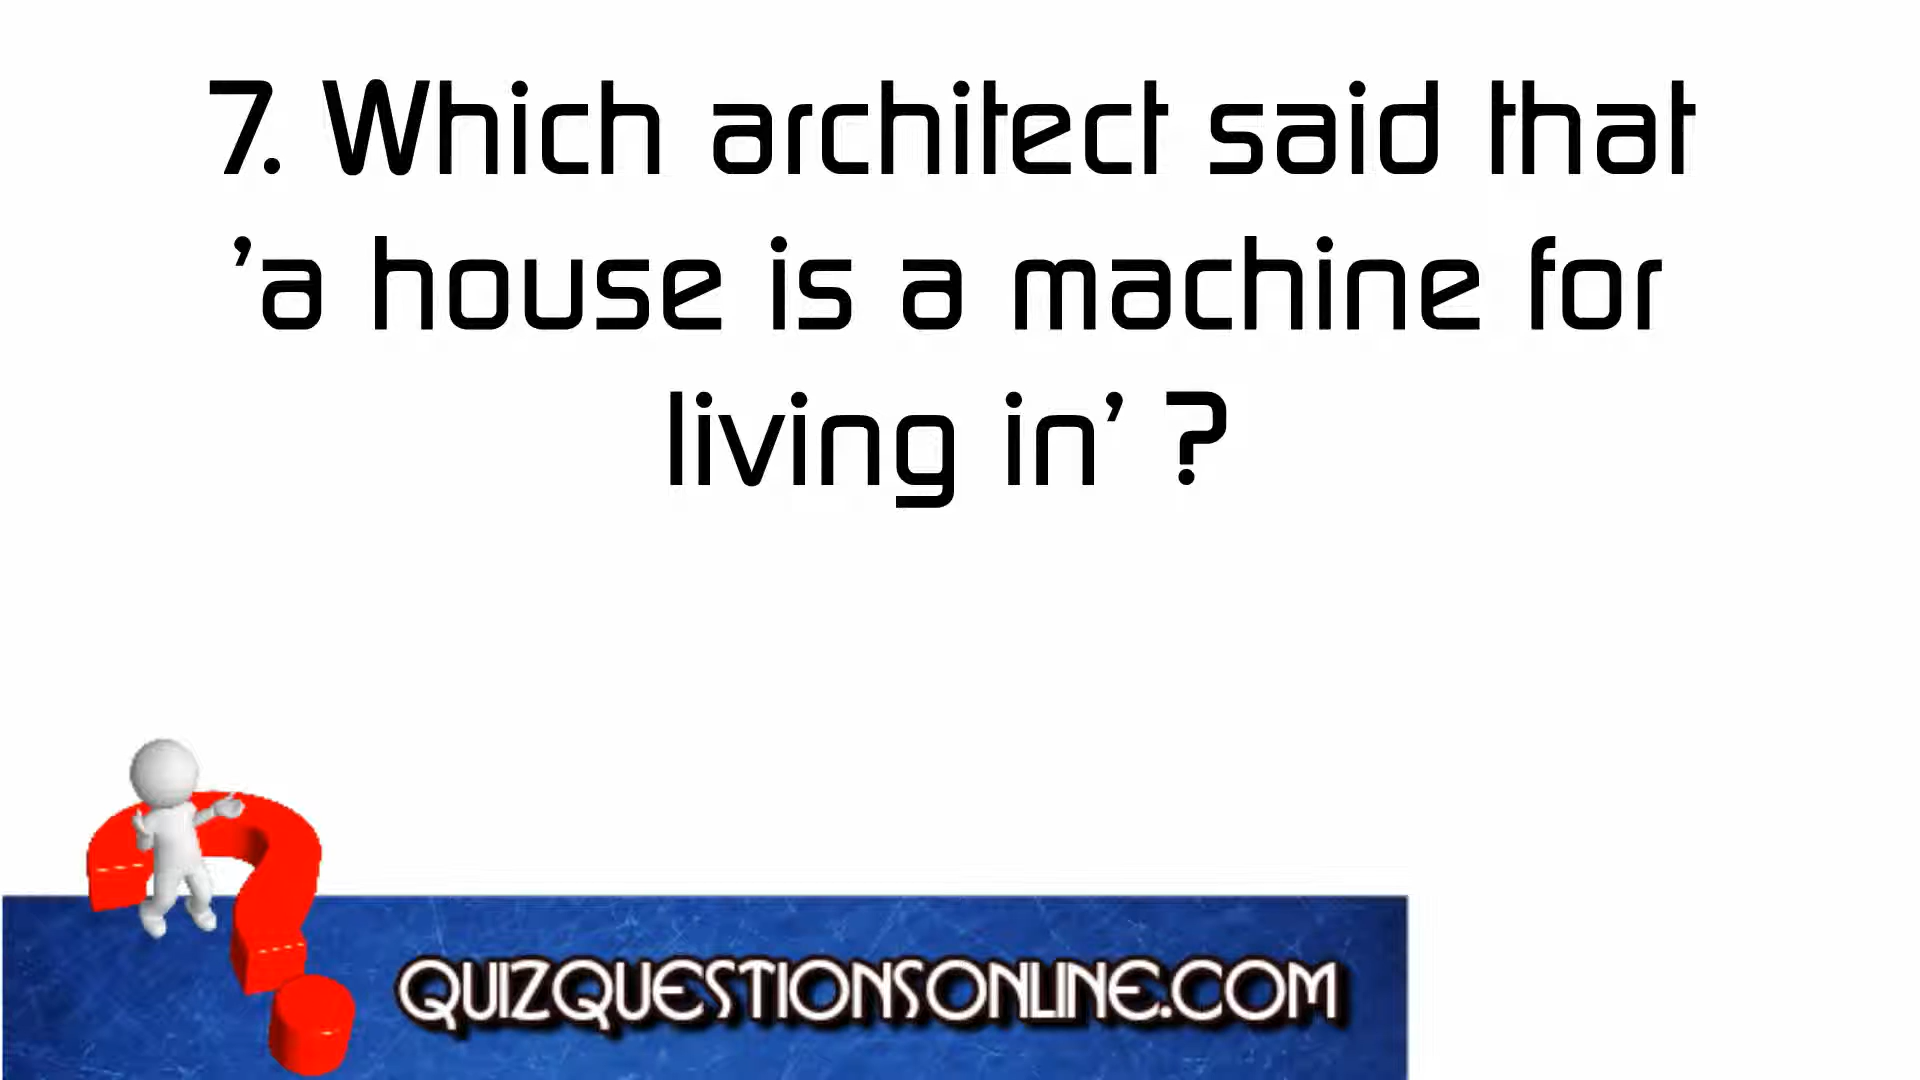 7. Which architect said that
’a house is a machine for
living in’ ?
QUIZQUESTIONSONLINE.COM